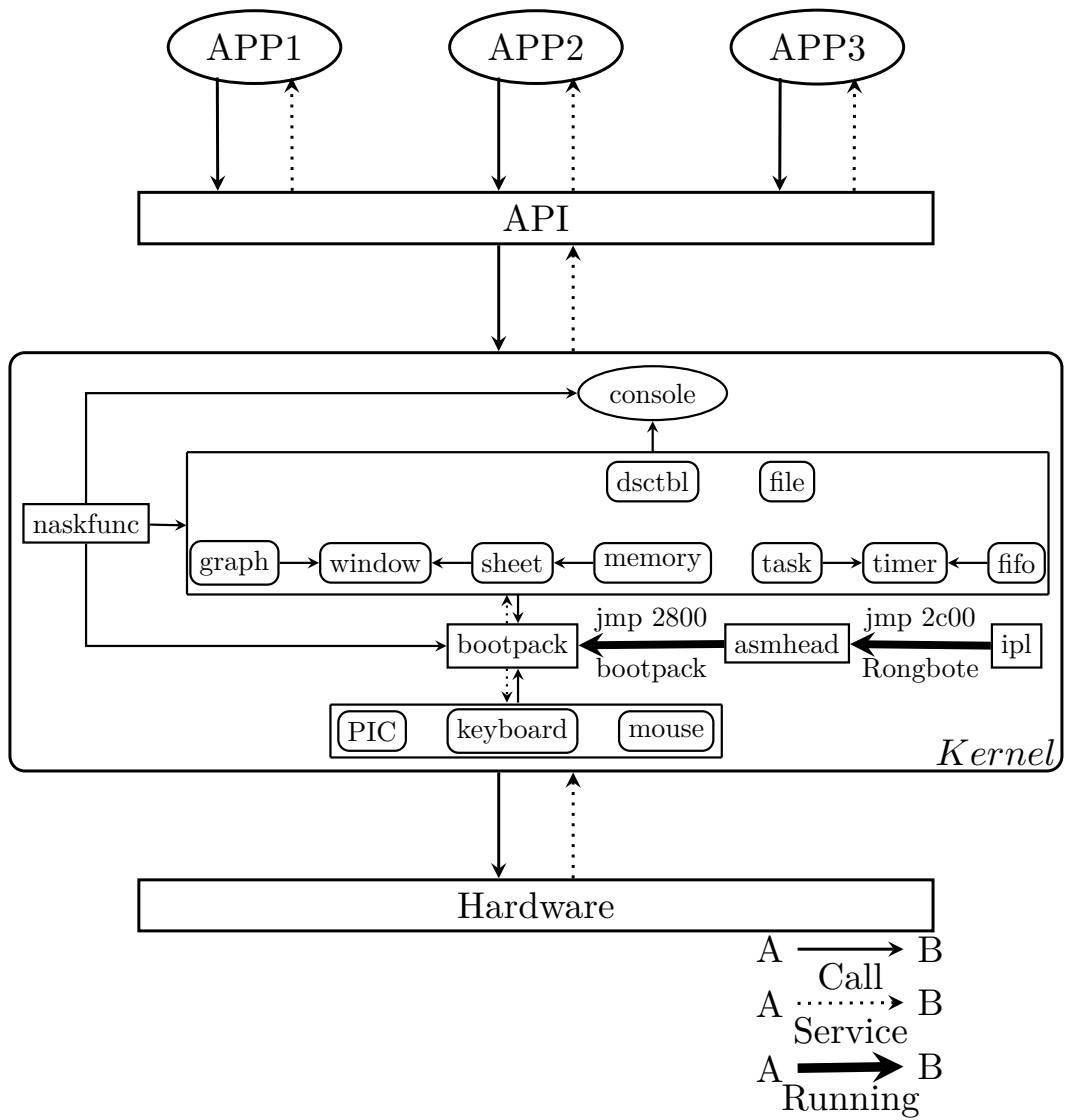 APP1 APP2 APP3
API
console
dsctbl file
naskfunc
graph window sheet memory task timer fifo
jmp 2800 jmp 2c00
bootpack asmhead ipl
bootpack Rongbote
PIC keyboard mouse
Kernel
Hardware
A B
Call
A B
Service
A B
Running